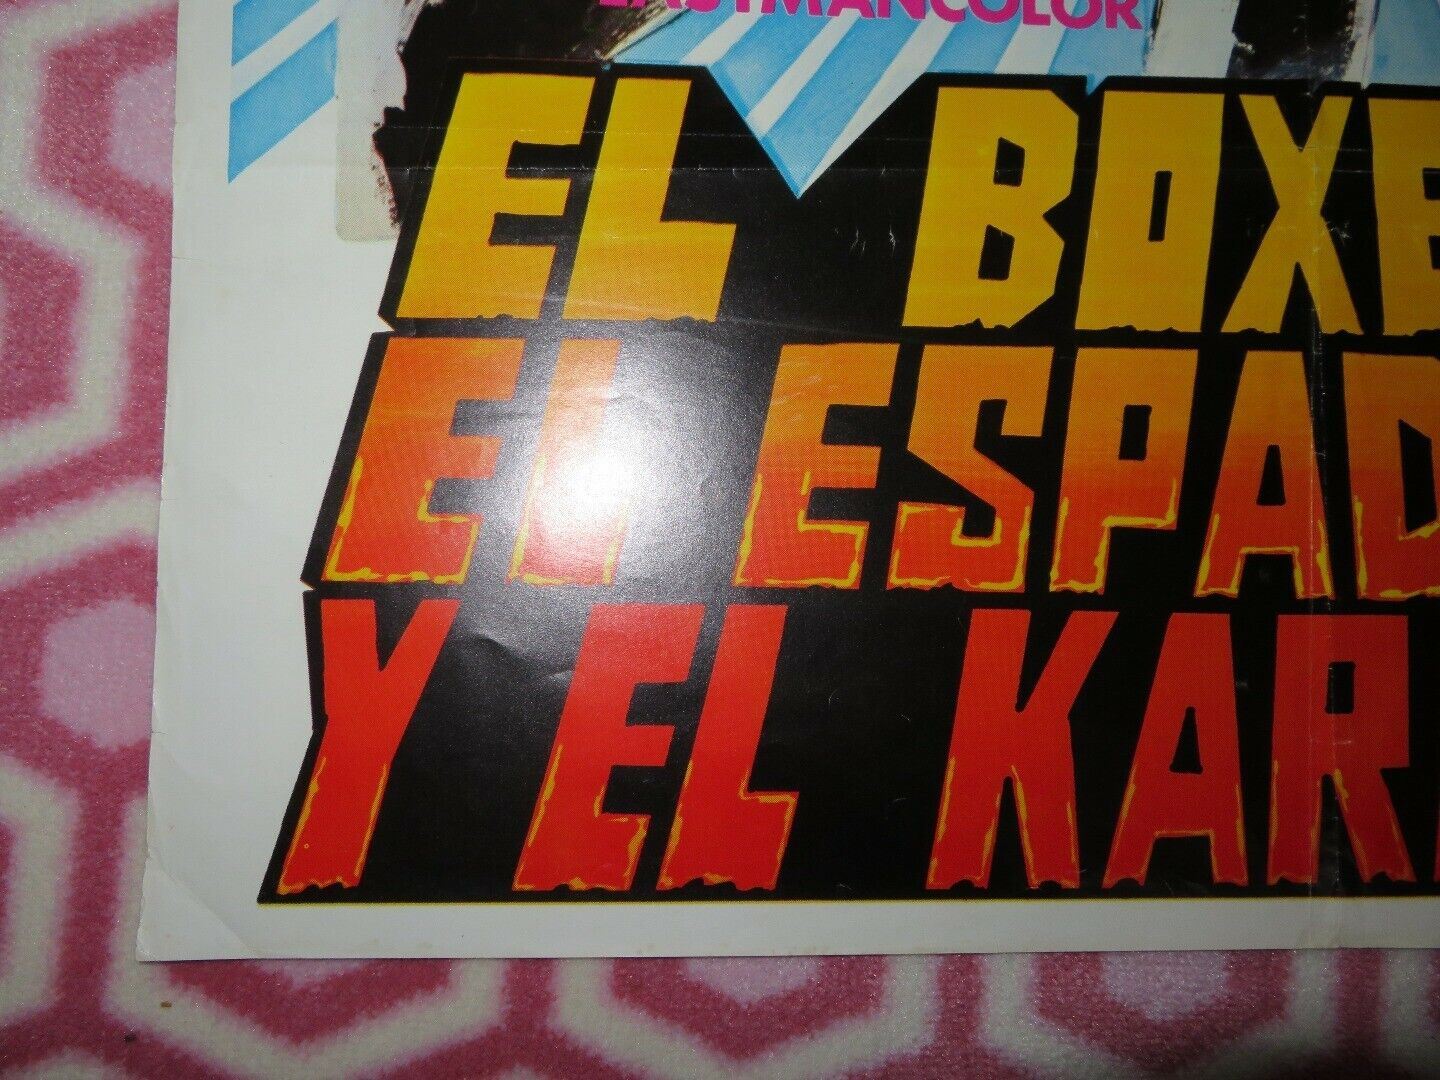 EASTMANCOLOR
EL BOXE
EL ESPAD
Y EL KAR